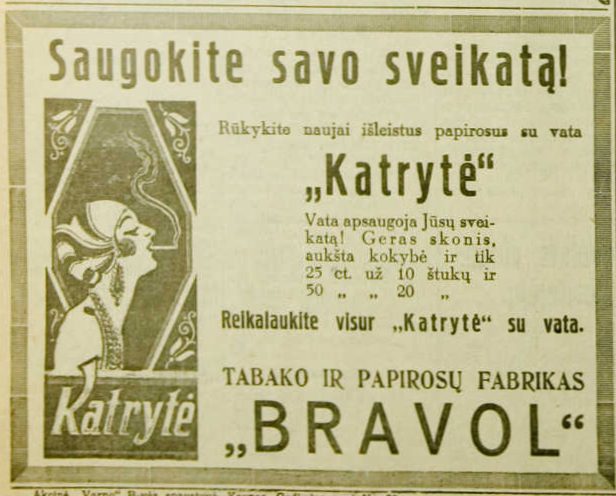 Saugokite savo sveikatą!
Rūkykite naujai išleistus papirosus su vata
„Katrytė“
Vata apsaugoja Jūsų svei-
katą! Geras skonis,
aukšta kokybė ir tik
25 ct. už 10 štukų ir
50 „ „ 20 „
Reikalaukite visur „Katrytė“ su vata.
Katrytė
TABAKO IR PAPIROSŲ FABRIKAS
„BRAVOL“